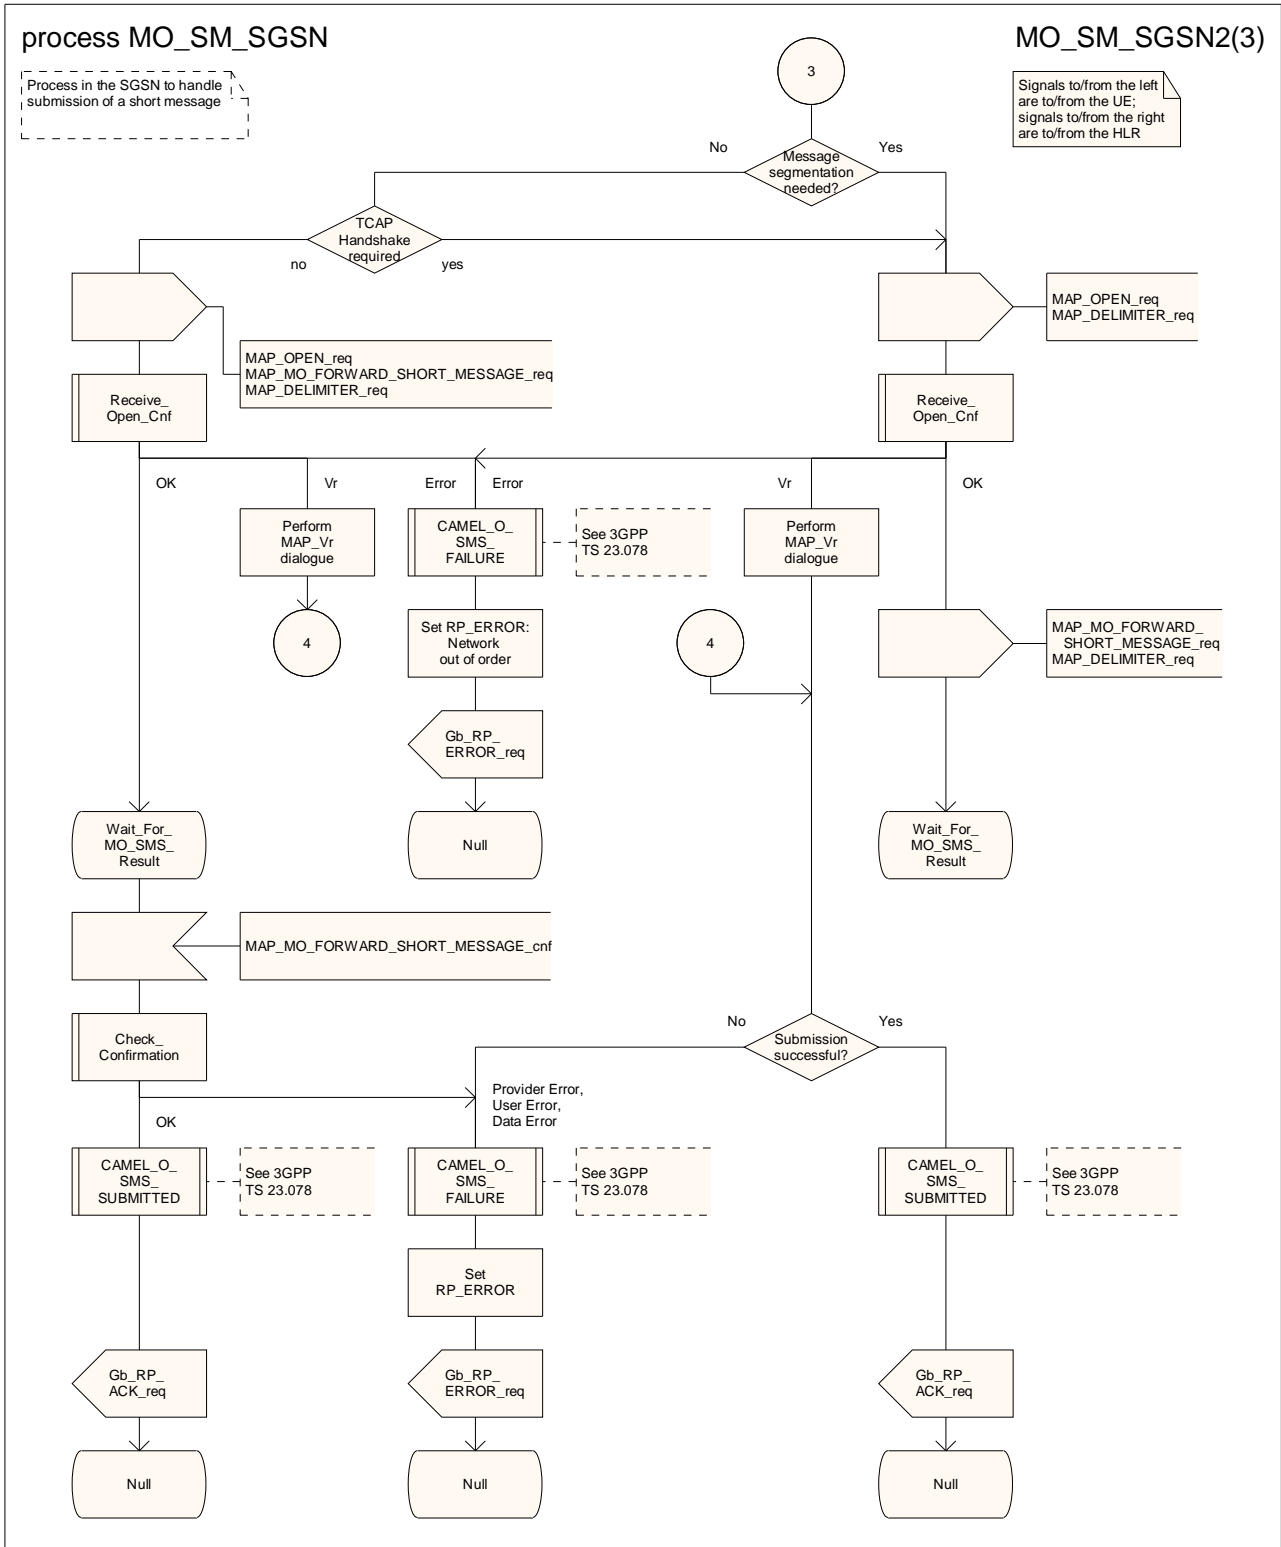 process MO_SM_SGSN
MO_SM_SGSN2(3)
Process in the SGSN to handle
submission of a short message
3
Signals to/from the left
are to/from the UE;
signals to/from the right
are to/from the HLR
No
Message
segmentation
needed?
Yes
TCAP
Handshake
required
no
yes
MAP_OPEN_req
MAP_DELIMITER_req
MAP_OPEN_req
MAP_MO_FORWARD_SHORT_MESSAGE_req
MAP_DELIMITER_req
Receive_
Open_Cnf
Receive_
Open_Cnf
OK
Vr
Error
Error
Vr
OK
Perform
MAP_Vr
dialogue
CAMEL_O_
SMS_
FAILURE
See 3GPP
TS 23.078
Perform
MAP_Vr
dialogue
4
Set RP_ERROR:
Network
out of order
4
MAP_MO_FORWARD_
SHORT_MESSAGE_req
MAP_DELIMITER_req
Gb_RP_
ERROR_req
Wait_For_
MO_SMS_
Result
Null
Wait_For_
MO_SMS_
Result
MAP_MO_FORWARD_SHORT_MESSAGE_cnf
Check_
Confirmation
No
Submission
successful?
Yes
Provider Error,
User Error,
Data Error
OK
CAMEL_O_
SMS_
SUBMITTED
See 3GPP
TS 23.078
CAMEL_O_
SMS_
FAILURE
See 3GPP
TS 23.078
CAMEL_O_
SMS_
SUBMITTED
See 3GPP
TS 23.078
Set
RP_ERROR
Gb_RP_
ACK_req
Gb_RP_
ERROR_req
Gb_RP_
ACK_req
Null
Null
Null